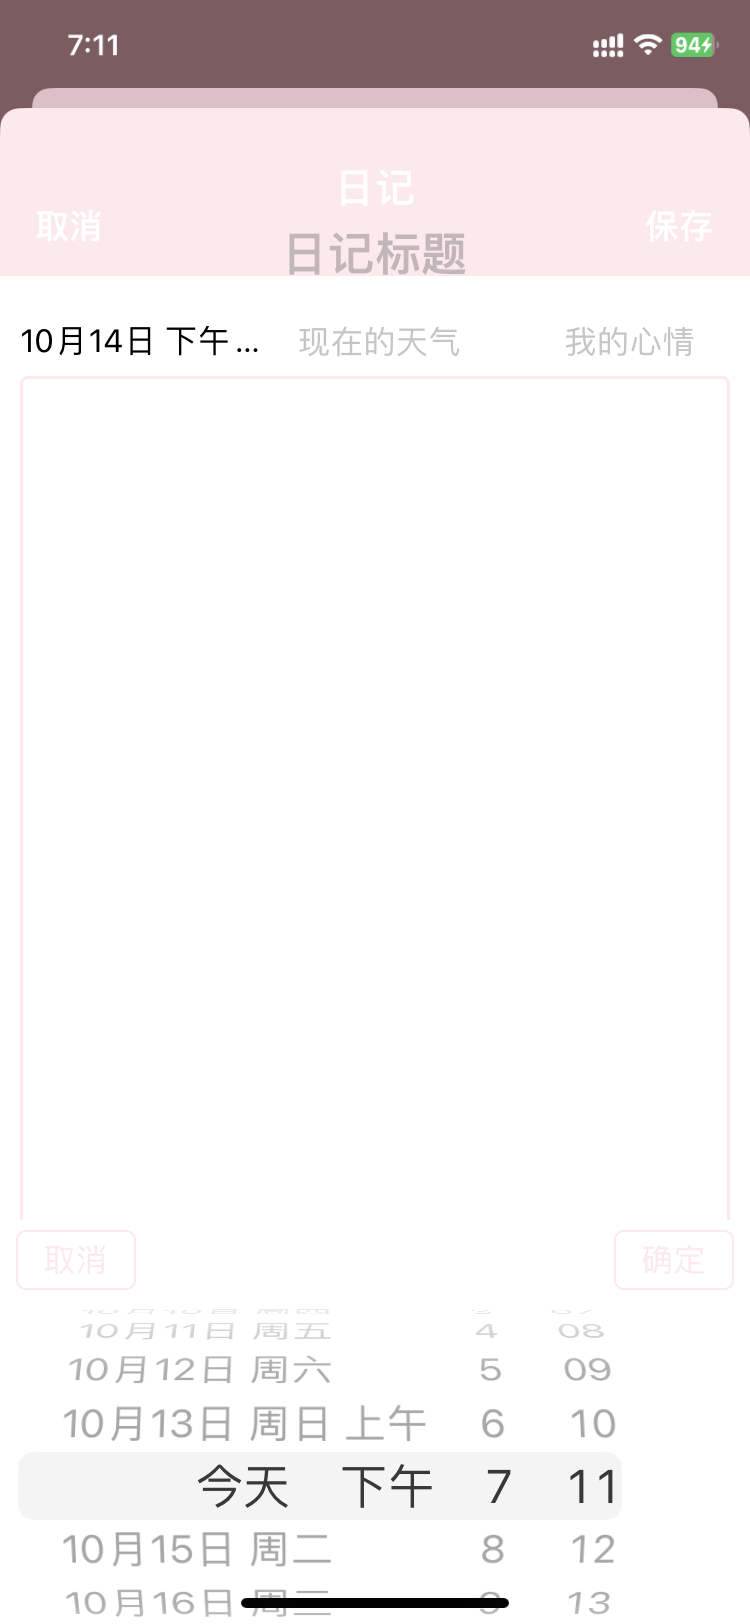 7:11
94
日记
取消
保存
日记标题
10月14日 下午 ...
现在的天气
我的心情
取消
确定
10月11日 周五 4 08
10月12日 周六 5 09
10月13日 周日 上午 6 10
今天 下午 7 11
10月15日 周二 8 12
10月16日 周三 9 13